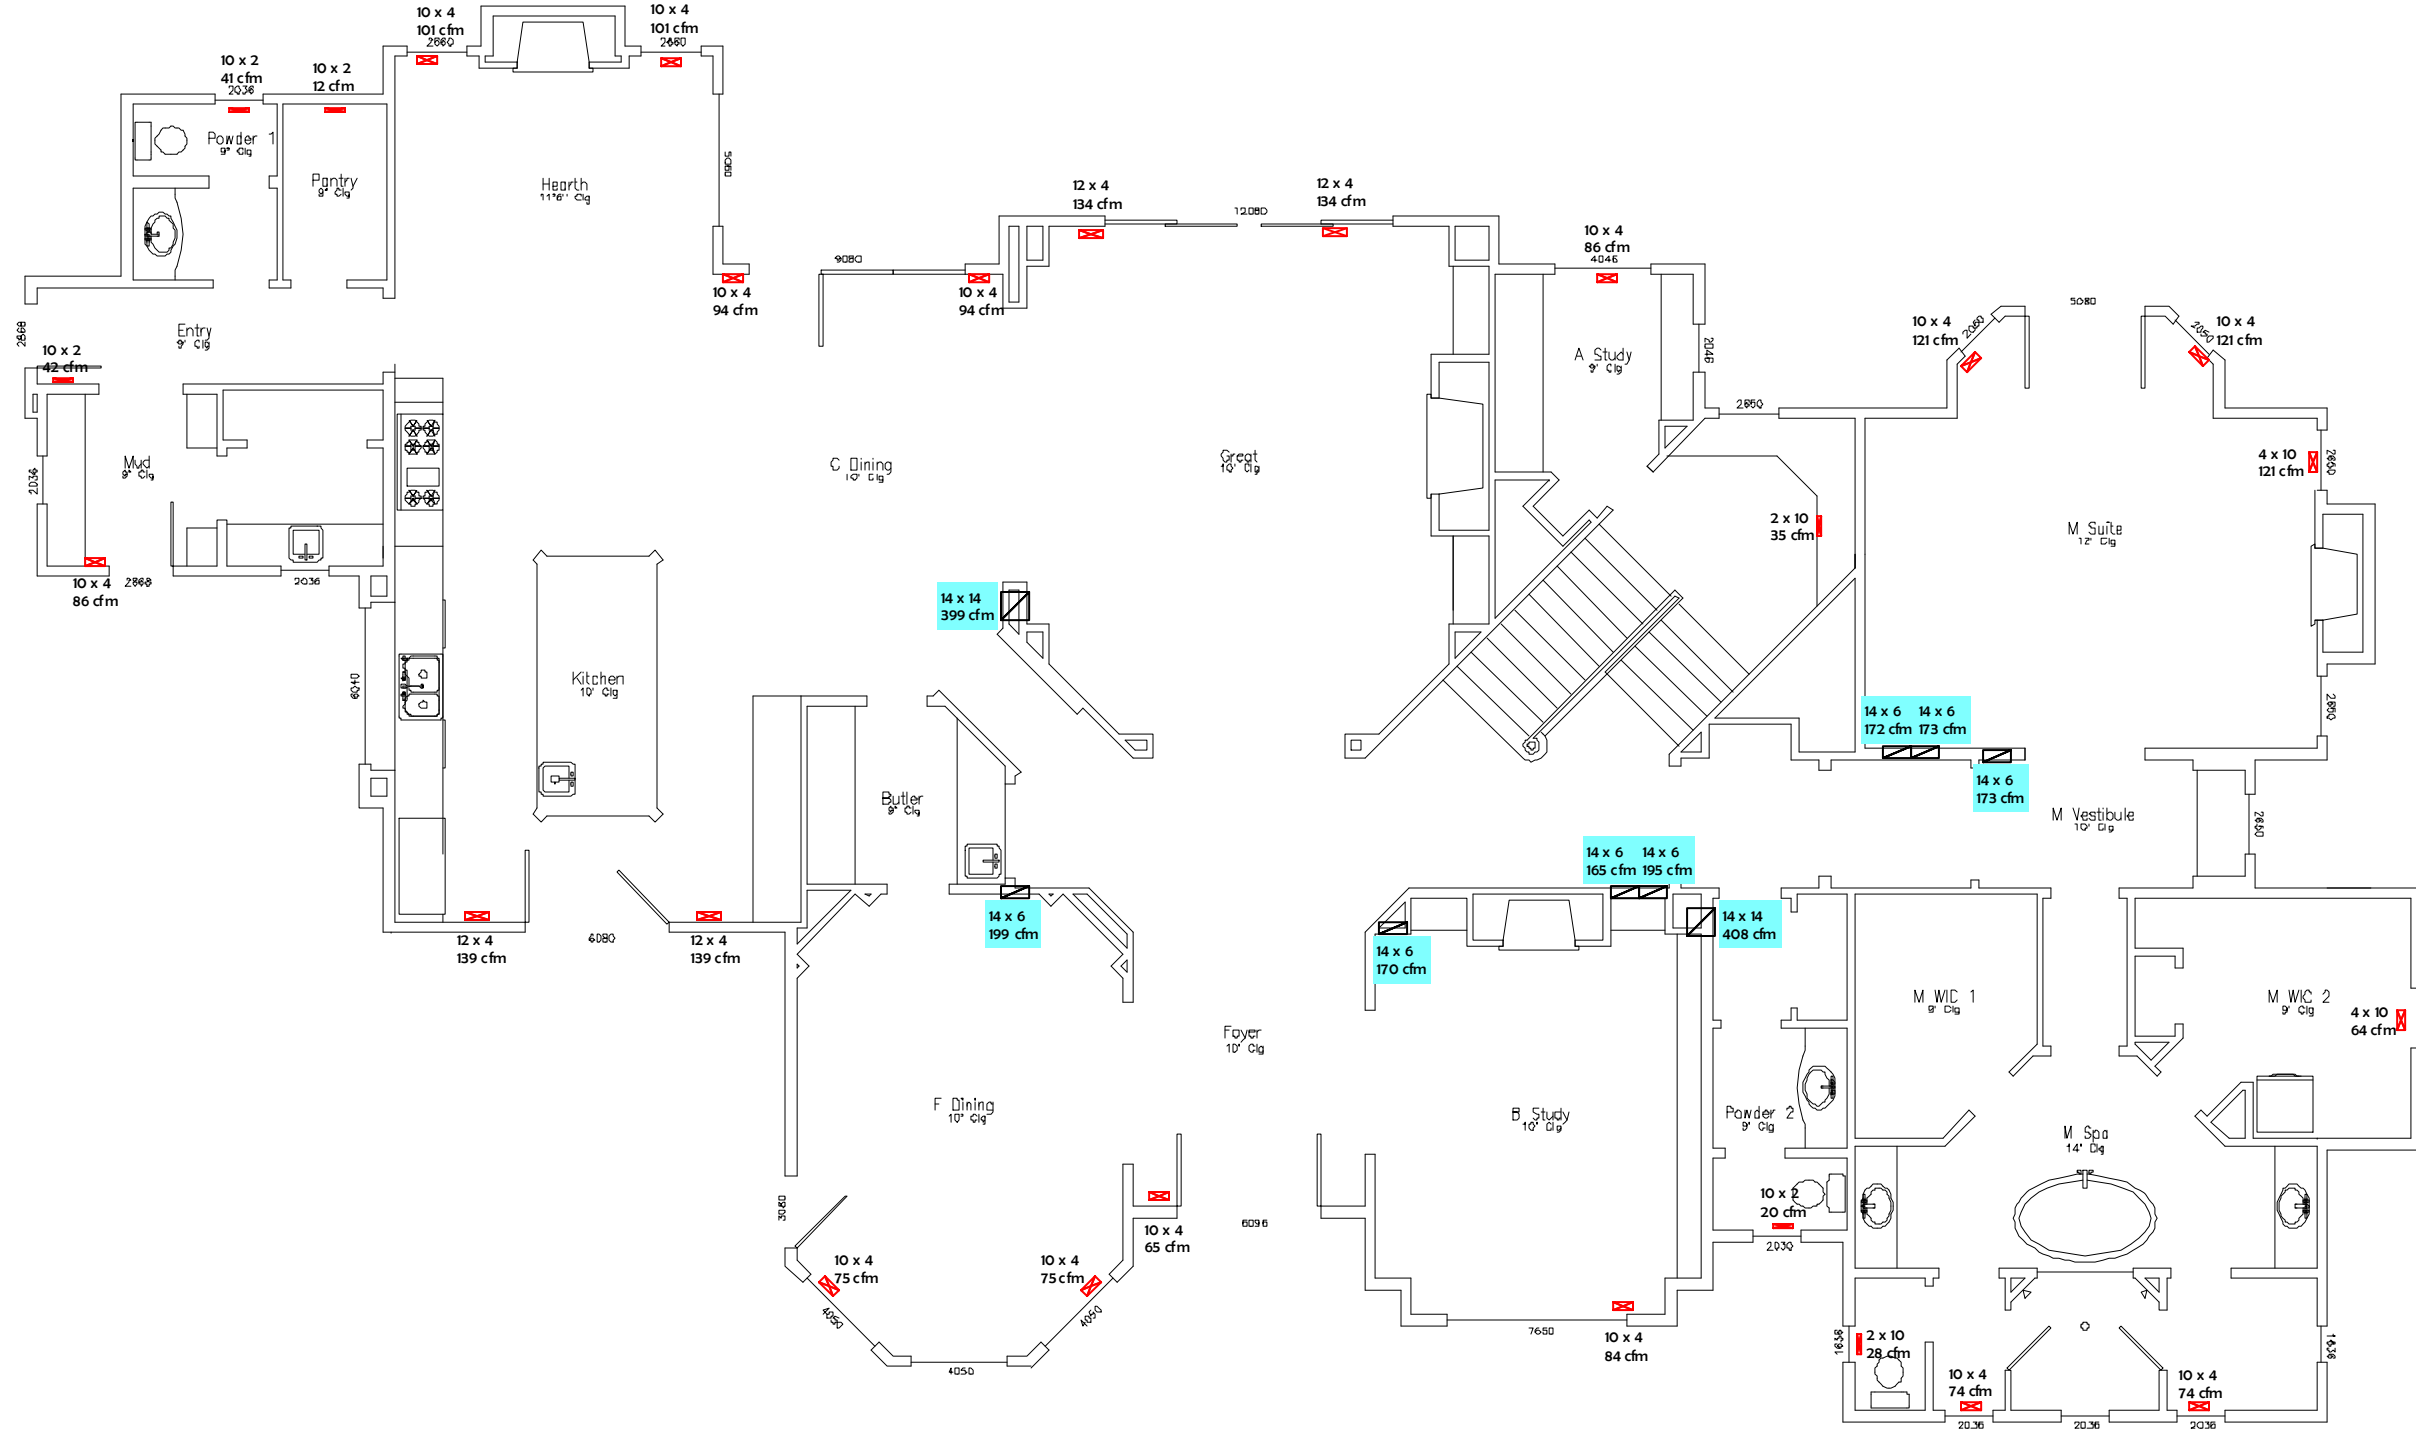 10 x 4
101 cfm
2660
10 x 4
101 cfm
2660
10 x 2
41 cfm
2036
10 x 2
12 cfm
Powder 1
9' Clg
Pantry
9' Clg
Hearth
11'6" Clg
5060
12 x 4
134 cfm
12080
12 x 4
134 cfm
9080
10 x 4
86 cfm
4046
10 x 4
94 cfm
10 x 4
94 cfm
5080
2868
Entry
9' Clg
10 x 2
42 cfm
A Study
9' Clg
2046
10 x 4
121 cfm
2050
2050
10 x 4
121 cfm
2650
Mud
9' Clg
2036
C Dining
10' Clg
Great
10' Clg
4 x 10
121 cfm
2650
2 x 10
35 cfm
M Suite
12' Clg
10 x 4
86 cfm
2868
2036
14 x 14
399 cfm
Kitchen
10' Clg
6040
14 x 6
172 cfm
14 x 6
173 cfm
2650
14 x 6
173 cfm
Butler
9' Clg
M Vestibule
10' Clg
2650
14 x 6
165 cfm
14 x 6
195 cfm
14 x 6
199 cfm
14 x 14
408 cfm
12 x 4
139 cfm
6080
12 x 4
139 cfm
14 x 6
170 cfm
M WIC 1
9' Clg
M WIC 2
9' Clg
4 x 10
64 cfm
Foyer
10' Clg
F Dining
10' Clg
B Study
10' Clg
Powder 2
9' Clg
M Spa
14' Clg
3080
10 x 4
65 cfm
6096
10 x 2
20 cfm
2030
10 x 4
75 cfm
10 x 4
75 cfm
4050
4050
4050
7650
10 x 4
84 cfm
1636
2 x 10
28 cfm
1636
10 x 4
74 cfm
10 x 4
74 cfm
2036
2036
2036